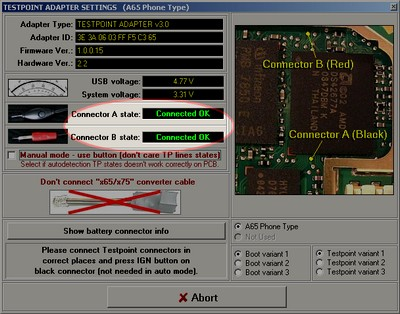 TESTPOINT ADAPTER SETTINGS (A65 Phone Type)
Adapter Type: TESTPOINT ADAPTER v3.0
Adapter ID: 3E 3A 06 03 FF F5 C3 65
Firmware Ver.: 1.0.0.15
Hardware Ver.: 2.2
USB voltage: 4.77 V
System voltage: 3.31 V
Connector A state: Connected OK
Connector B state: Connected OK
Manual mode - use button (don't care TP lines states)
Select if autodetection TP states doesn't work correctly on PCB.
Don't connect "x65/x75" converter cable
Show battery connector info
Please connect Testpoint connectors in
correct places and press IGN button on
black connector (not needed in auto mode).
Connector B (Red)
Connector A (Black)
A65 Phone Type
Not Used
Boot variant 1
Boot variant 2
Boot variant 3
Testpoint variant 1
Testpoint variant 2
Testpoint variant 3
Abort